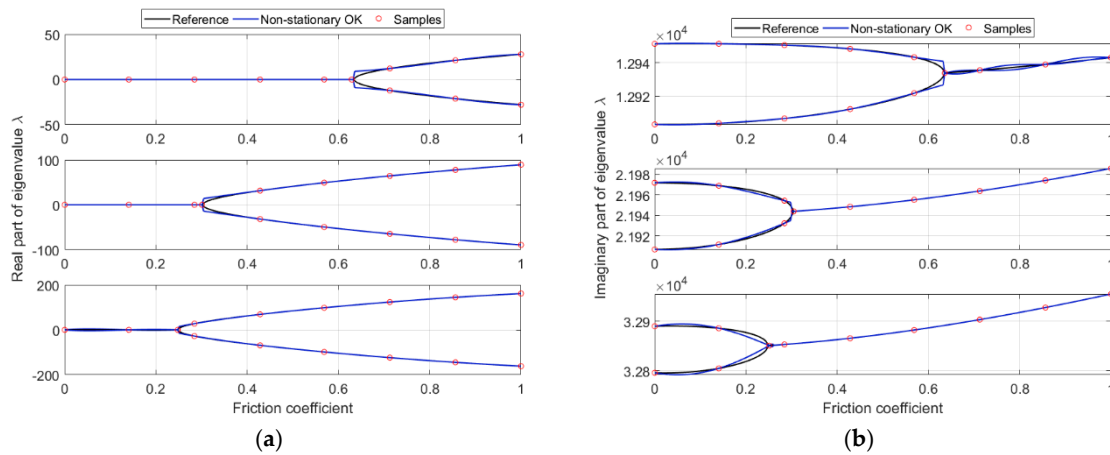 Reference Non-stationary OK Samples
50
0
-50
0 0.2 0.4 0.6 0.8 1
100
0
-100
0 0.2 0.4 0.6 0.8 1
200
0
-200
0 0.2 0.4 0.6 0.8 1
Real part of eigenvalue λ
Friction coefficient
(a)
Reference Non-stationary OK Samples
×10⁴
1.294
1.292
0 0.2 0.4 0.6 0.8 1
×10⁴
2.198
2.196
2.194
2.192
0 0.2 0.4 0.6 0.8 1
×10⁴
3.29
3.28
0 0.2 0.4 0.6 0.8 1
Imaginary part of eigenvalue λ
Friction coefficient
(b)